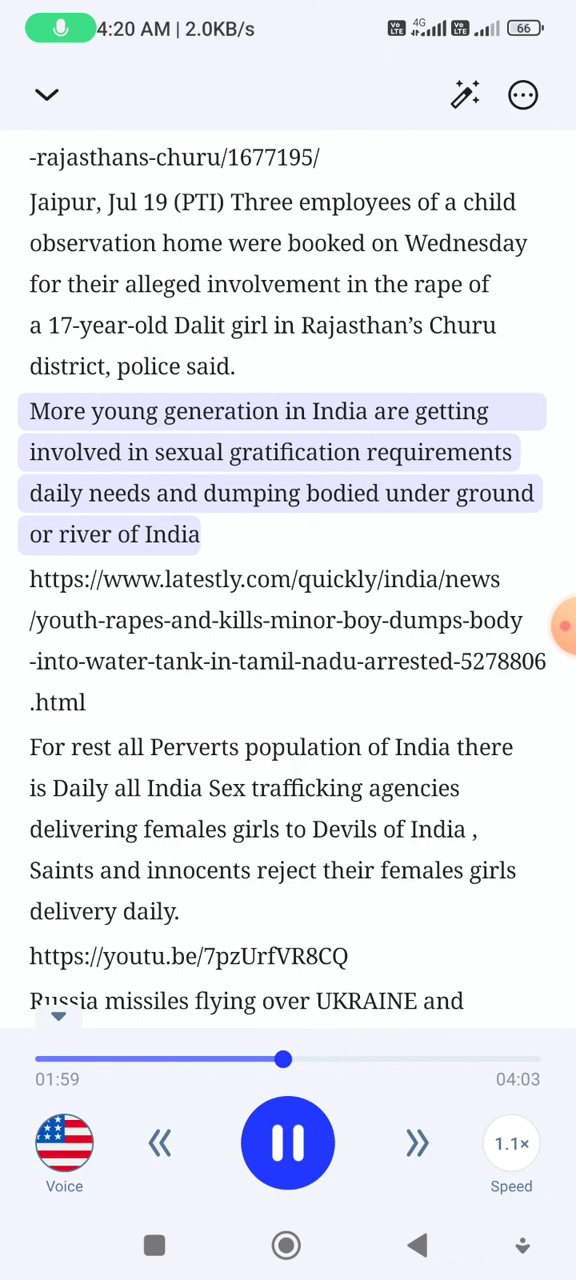 4:20 AM | 2.0KB/s
Vo LTE 4G Vo LTE 66
-rajasthans-churu/1677195/
Jaipur, Jul 19 (PTI) Three employees of a child
observation home were booked on Wednesday
for their alleged involvement in the rape of
a 17-year-old Dalit girl in Rajasthan’s Churu
district, police said.
More young generation in India are getting
involved in sexual gratification requirements
daily needs and dumping bodied under ground
or river of India
https://www.latestly.com/quickly/india/news
/youth-rapes-and-kills-minor-boy-dumps-body
-into-water-tank-in-tamil-nadu-arrested-5278806
.html
For rest all Perverts population of India there
is Daily all India Sex trafficking agencies
delivering females girls to Devils of India ,
Saints and innocents reject their females girls
delivery daily.
https://youtu.be/7pzUrfVR8CQ
Russia missiles flying over UKRAINE and
01:59
04:03
1.1×
Voice
Speed